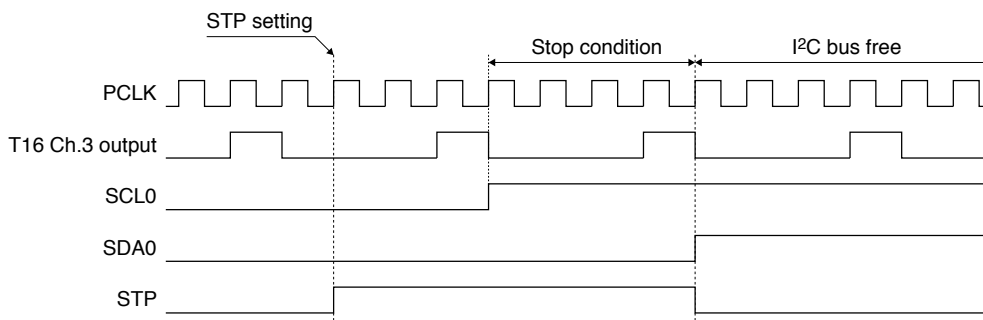 STP setting
Stop condition
I²C bus free
PCLK
T16 Ch.3 output
SCL0
SDA0
STP